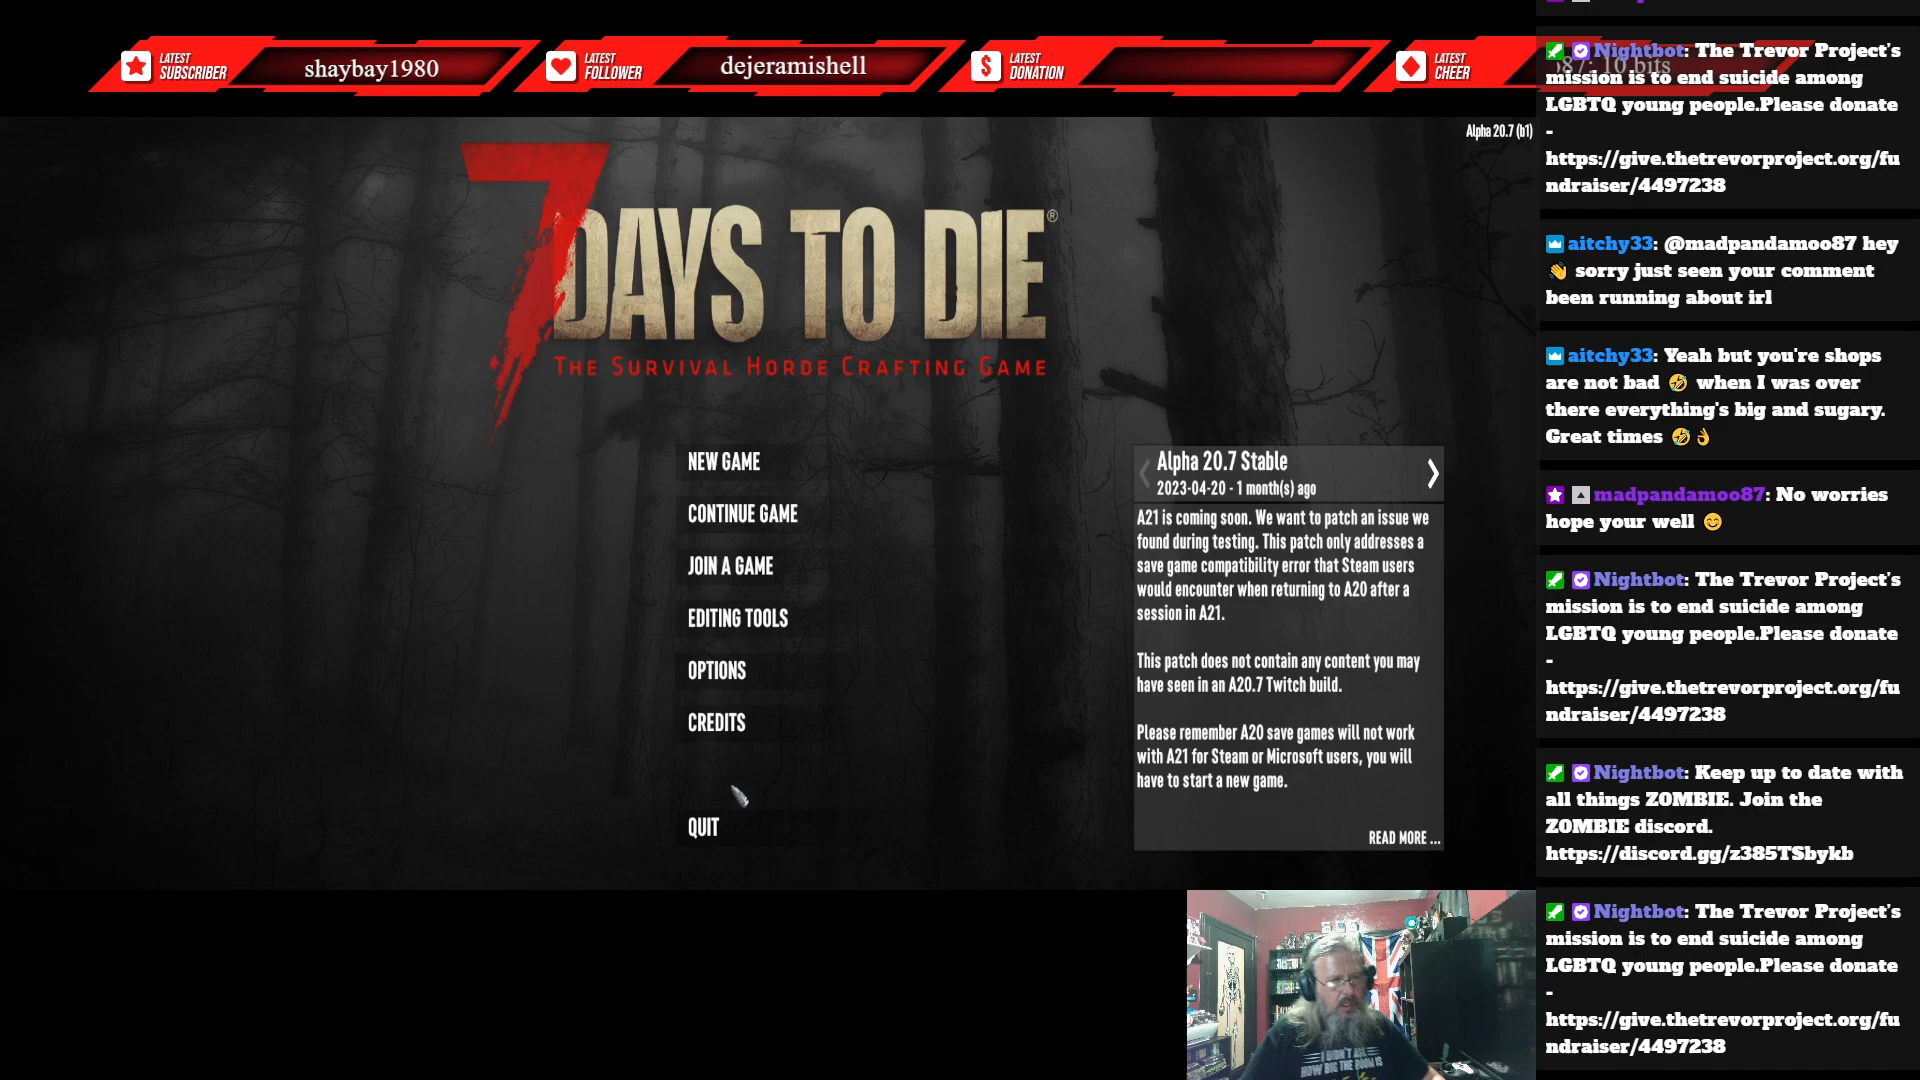 LATEST
SUBSCRIBER
shaybay1980
LATEST
FOLLOWER
dejeramishell
LATEST
DONATION
LATEST
CHEER
87: 10 bits
Alpha 20.7 (b1)
7 DAYS TO DIE®
THE SURVIVAL HORDE CRAFTING GAME
NEW GAME
CONTINUE GAME
JOIN A GAME
EDITING TOOLS
OPTIONS
CREDITS
QUIT
Alpha 20.7 Stable
2023-04-20 - 1 month(s) ago
A21 is coming soon. We want to patch an issue we
found during testing. This patch only addresses a
save game compatibility error that Steam users
would encounter when returning to A20 after a
session in A21.
This patch does not contain any content you may
have seen in an A20.7 Twitch build.
Please remember A20 save games will not work
with A21 for Steam or Microsoft users, you will
have to start a new game.
READ MORE ...
Nightbot: The Trevor Project's
mission is to end suicide among
LGBTQ young people.Please donate
-
https://give.thetrevorproject.org/fu
ndraiser/4497238
aitchy33: @madpandamoo87 hey
👋 sorry just seen your comment
been running about irl
aitchy33: Yeah but you're shops
are not bad 🤣 when I was over
there everything's big and sugary.
Great times 🤣👌
madpandamoo87: No worries
hope your well 😊
Nightbot: The Trevor Project's
mission is to end suicide among
LGBTQ young people.Please donate
-
https://give.thetrevorproject.org/fu
ndraiser/4497238
Nightbot: Keep up to date with
all things ZOMBIE. Join the
ZOMBIE discord.
https://discord.gg/z385TSbykb
Nightbot: The Trevor Project's
mission is to end suicide among
LGBTQ young people.Please donate
-
https://give.thetrevorproject.org/fu
ndraiser/4497238
I DIDN'T ASK
HOW BIG THE ROOM IS